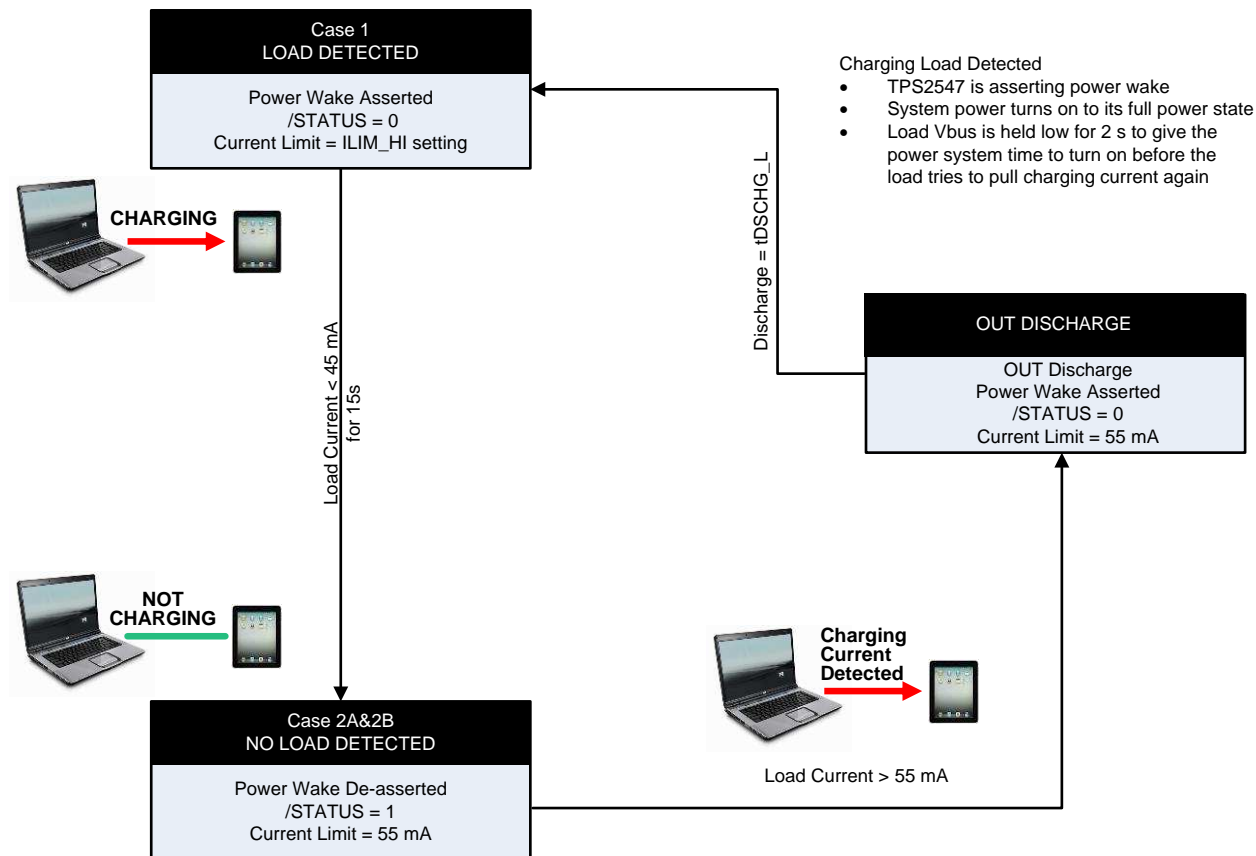 Case 1
LOAD DETECTED
Power Wake Asserted
/STATUS = 0
Current Limit = ILIM_HI setting
Charging Load Detected
• TPS2547 is asserting power wake
• System power turns on to its full power state
• Load Vbus is held low for 2 s to give the
power system time to turn on before the
load tries to pull charging current again
CHARGING
Load Current < 45 mA
for 15s
Discharge = tDSCHG_L
OUT DISCHARGE
OUT Discharge
Power Wake Asserted
/STATUS = 0
Current Limit = 55 mA
NOT
CHARGING
Charging
Current
Detected
Load Current > 55 mA
Case 2A&2B
NO LOAD DETECTED
Power Wake De-asserted
/STATUS = 1
Current Limit = 55 mA